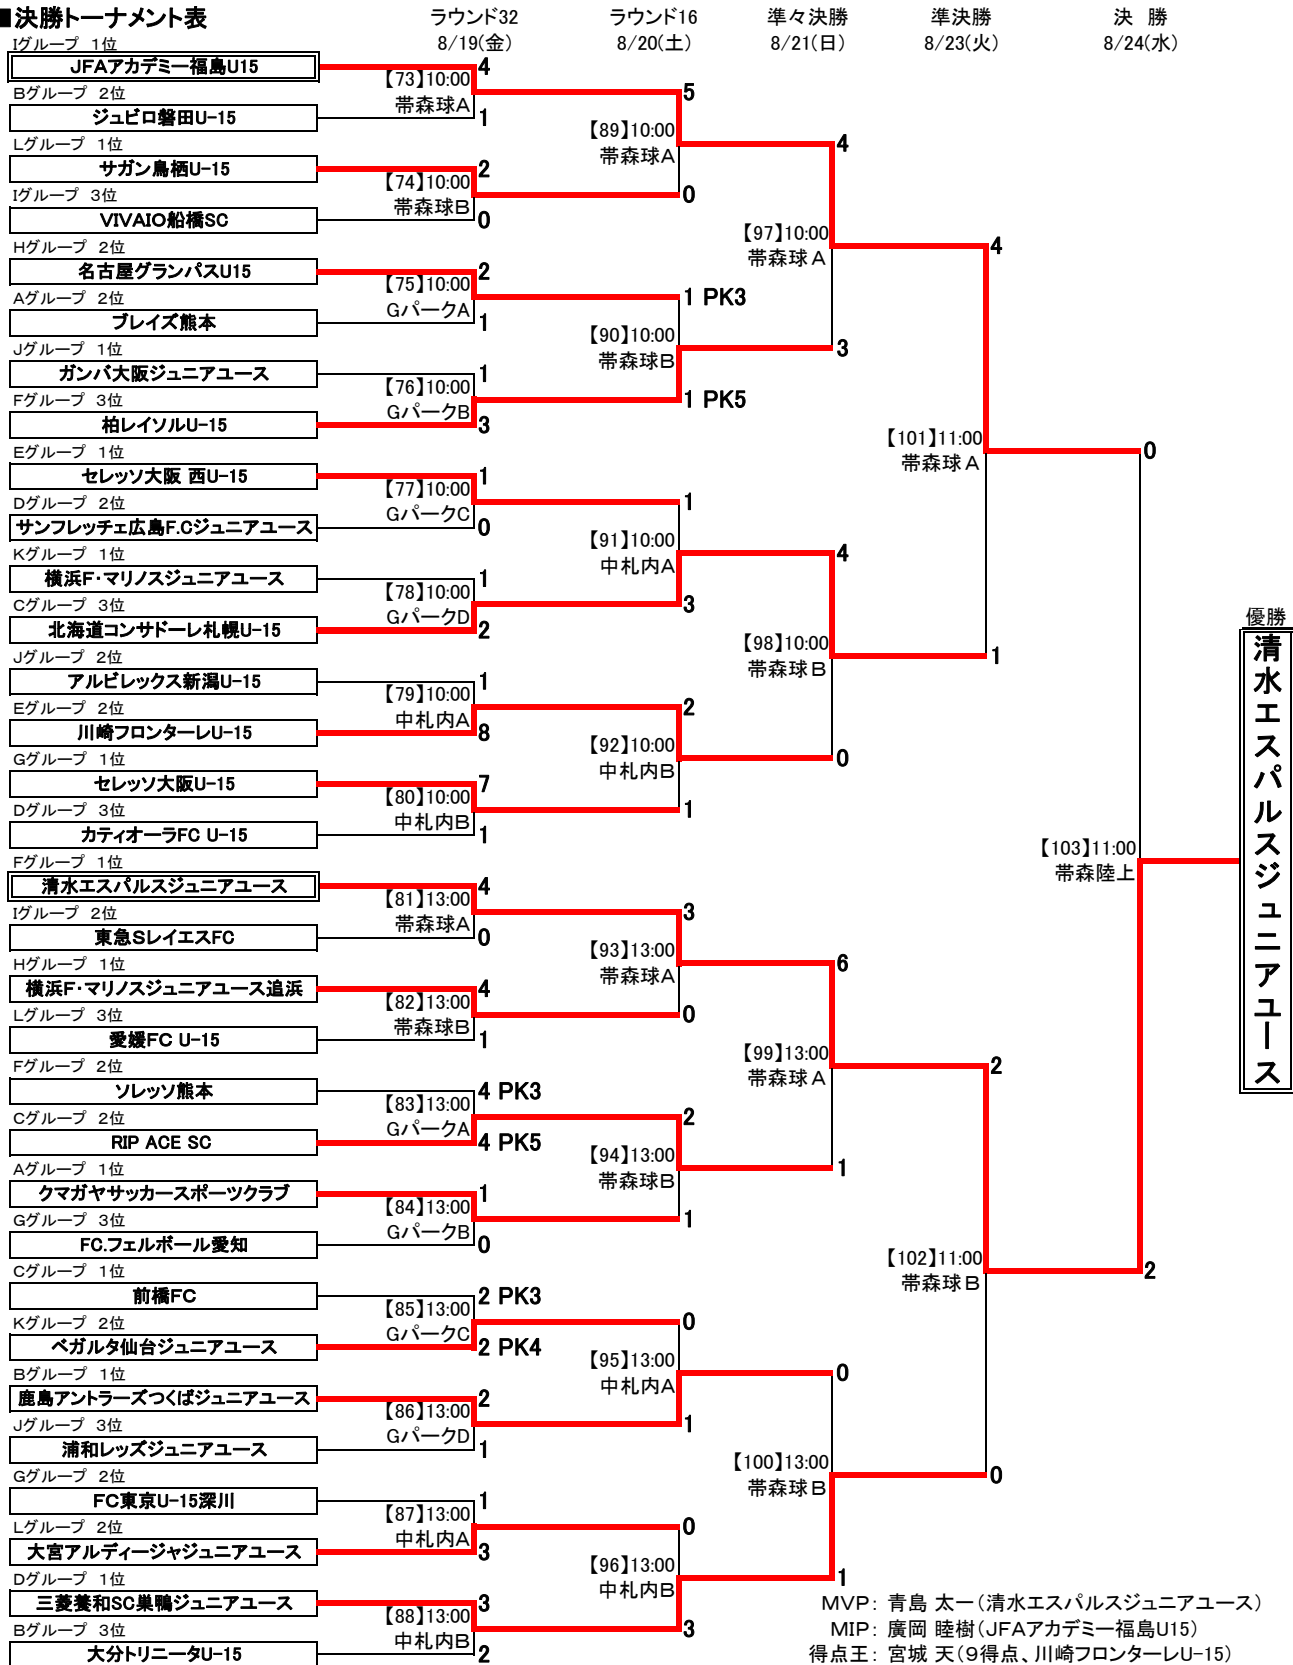 ■決勝トーナメント表
ラウンド32 ラウンド16 準々決勝 準決勝 決 勝
8/19(金) 8/20(土) 8/21(日) 8/23(火) 8/24(水)
Iグループ 1位
JFAアカデミー福島U15
4
【73】10:00
帯森球A
Bグループ 2位
ジュビロ磐田U-15
1
5
【89】10:00
帯森球A
Lグループ 1位
サガン鳥栖U-15
2
【74】10:00
帯森球B
0
Iグループ 3位
VIVAIO船橋SC
0
4
【97】10:00
帯森球A
Hグループ 2位
名古屋グランパスU15
2
【75】10:00
GパークA
Aグループ 2位
ブレイズ熊本
1
1 PK3
【90】10:00
帯森球B
3
Jグループ 1位
ガンバ大阪ジュニアユース
1
【76】10:00
GパークB
1 PK5
Fグループ 3位
柏レイソルU-15
3
4
【101】11:00
帯森球A
0
Eグループ 1位
セレッソ大阪 西U-15
1
【77】10:00
GパークC
Dグループ 2位
サンフレッチェ広島F.Cジュニアユース
0
1
【91】10:00
中札内A
4
Kグループ 1位
横浜F・マリノスジュニアユース
1
【78】10:00
GパークD
3
Cグループ 3位
北海道コンサドーレ札幌U-15
2
【98】10:00
帯森球B
1
Jグループ 2位
アルビレックス新潟U-15
1
【79】10:00
中札内A
Eグループ 2位
川崎フロンターレU-15
8
2
【92】10:00
中札内B
0
Gグループ 1位
セレッソ大阪U-15
7
【80】10:00
中札内B
1
Dグループ 3位
カティオーラFC U-15
1
【103】11:00
帯森陸上
優勝
清水エスパルスジュニアユース
Fグループ 1位
清水エスパルスジュニアユース
4
【81】13:00
帯森球A
Iグループ 2位
東急SレイエスFC
0
3
【93】13:00
帯森球A
6
Hグループ 1位
横浜F・マリノスジュニアユース追浜
4
【82】13:00
帯森球B
0
Lグループ 3位
愛媛FC U-15
1
【99】13:00
帯森球A
2
Fグループ 2位
ソレッソ熊本
4 PK3
【83】13:00
GパークA
Cグループ 2位
RIP ACE SC
4 PK5
2
【94】13:00
帯森球B
1
Aグループ 1位
クマガヤサッカースポーツクラブ
1
【84】13:00
GパークB
1
Gグループ 3位
FC.フェルボール愛知
0
【102】11:00
帯森球B
2
Cグループ 1位
前橋FC
2 PK3
【85】13:00
GパークC
Kグループ 2位
ベガルタ仙台ジュニアユース
2 PK4
0
【95】13:00
中札内A
0
Bグループ 1位
鹿島アントラーズつくばジュニアユース
2
【86】13:00
GパークD
1
Jグループ 3位
浦和レッズジュニアユース
1
【100】13:00
帯森球B
0
Gグループ 2位
FC東京U-15深川
1
【87】13:00
中札内A
Lグループ 2位
大宮アルディージャジュニアユース
3
0
【96】13:00
中札内B
1
Dグループ 1位
三菱養和SC巣鴨ジュニアユース
3
【88】13:00
中札内B
3
Bグループ 3位
大分トリニータU-15
2
MVP: 青島 太一(清水エスパルスジュニアユース)
MIP: 廣岡 睦樹(JFAアカデミー福島U15)
得点王: 宮城 天(9得点、川崎フロンターレU-15)